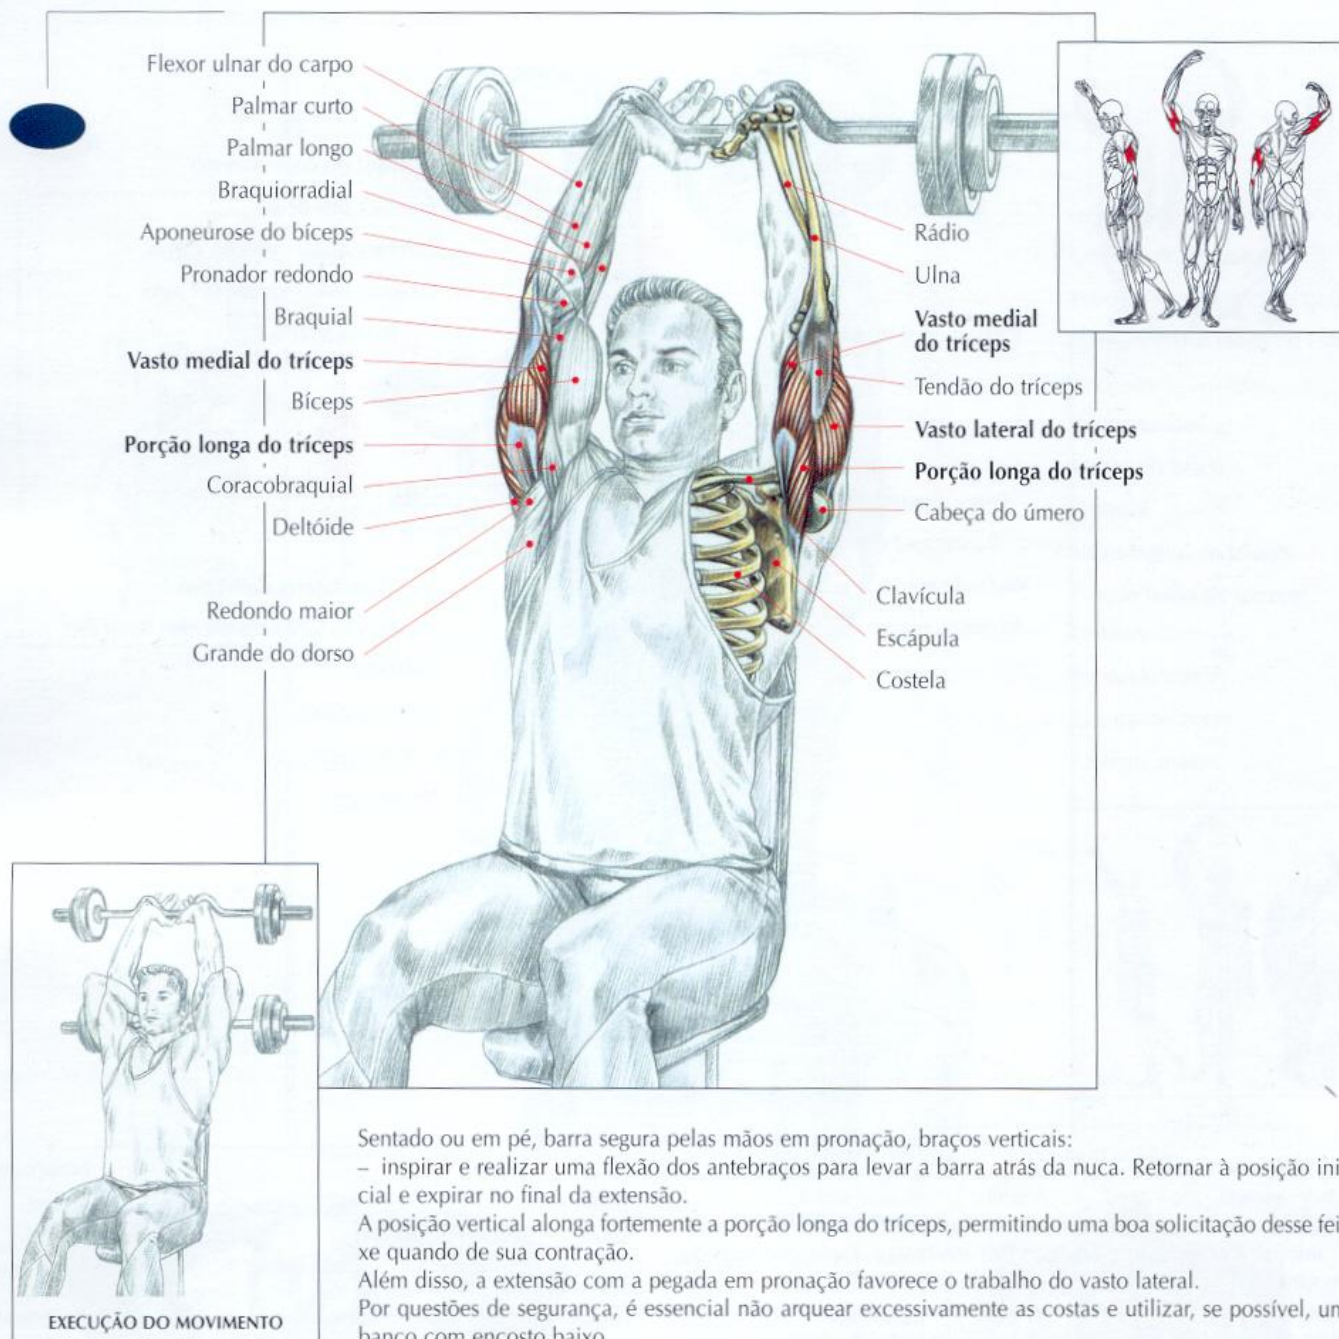 Flexor ulnar do carpo
Palmar curto
Palmar longo
Braquiorradial
Aponeurose do bíceps
Pronador redondo
Braquial
Vasto medial do tríceps
Bíceps
Porção longa do tríceps
Coracobraquial
Deltóide
Redondo maior
Grande do dorso
Rádio
Ulna
Vasto medial
do tríceps
Tendão do tríceps
Vasto lateral do tríceps
Porção longa do tríceps
Cabeça do úmero
Clavícula
Escápula
Costela
EXECUÇÃO DO MOVIMENTO
Sentado ou em pé, barra segura pelas mãos em pronação, braços verticais:
– inspirar e realizar uma flexão dos antebraços para levar a barra atrás da nuca. Retornar à posição ini
cial e expirar no final da extensão.
A posição vertical alonga fortemente a porção longa do tríceps, permitindo uma boa solicitação desse fei
xe quando de sua contração.
Além disso, a extensão com a pegada em pronação favorece o trabalho do vasto lateral.
Por questões de segurança, é essencial não arquear excessivamente as costas e utilizar, se possível, um
banco com encosto baixo.